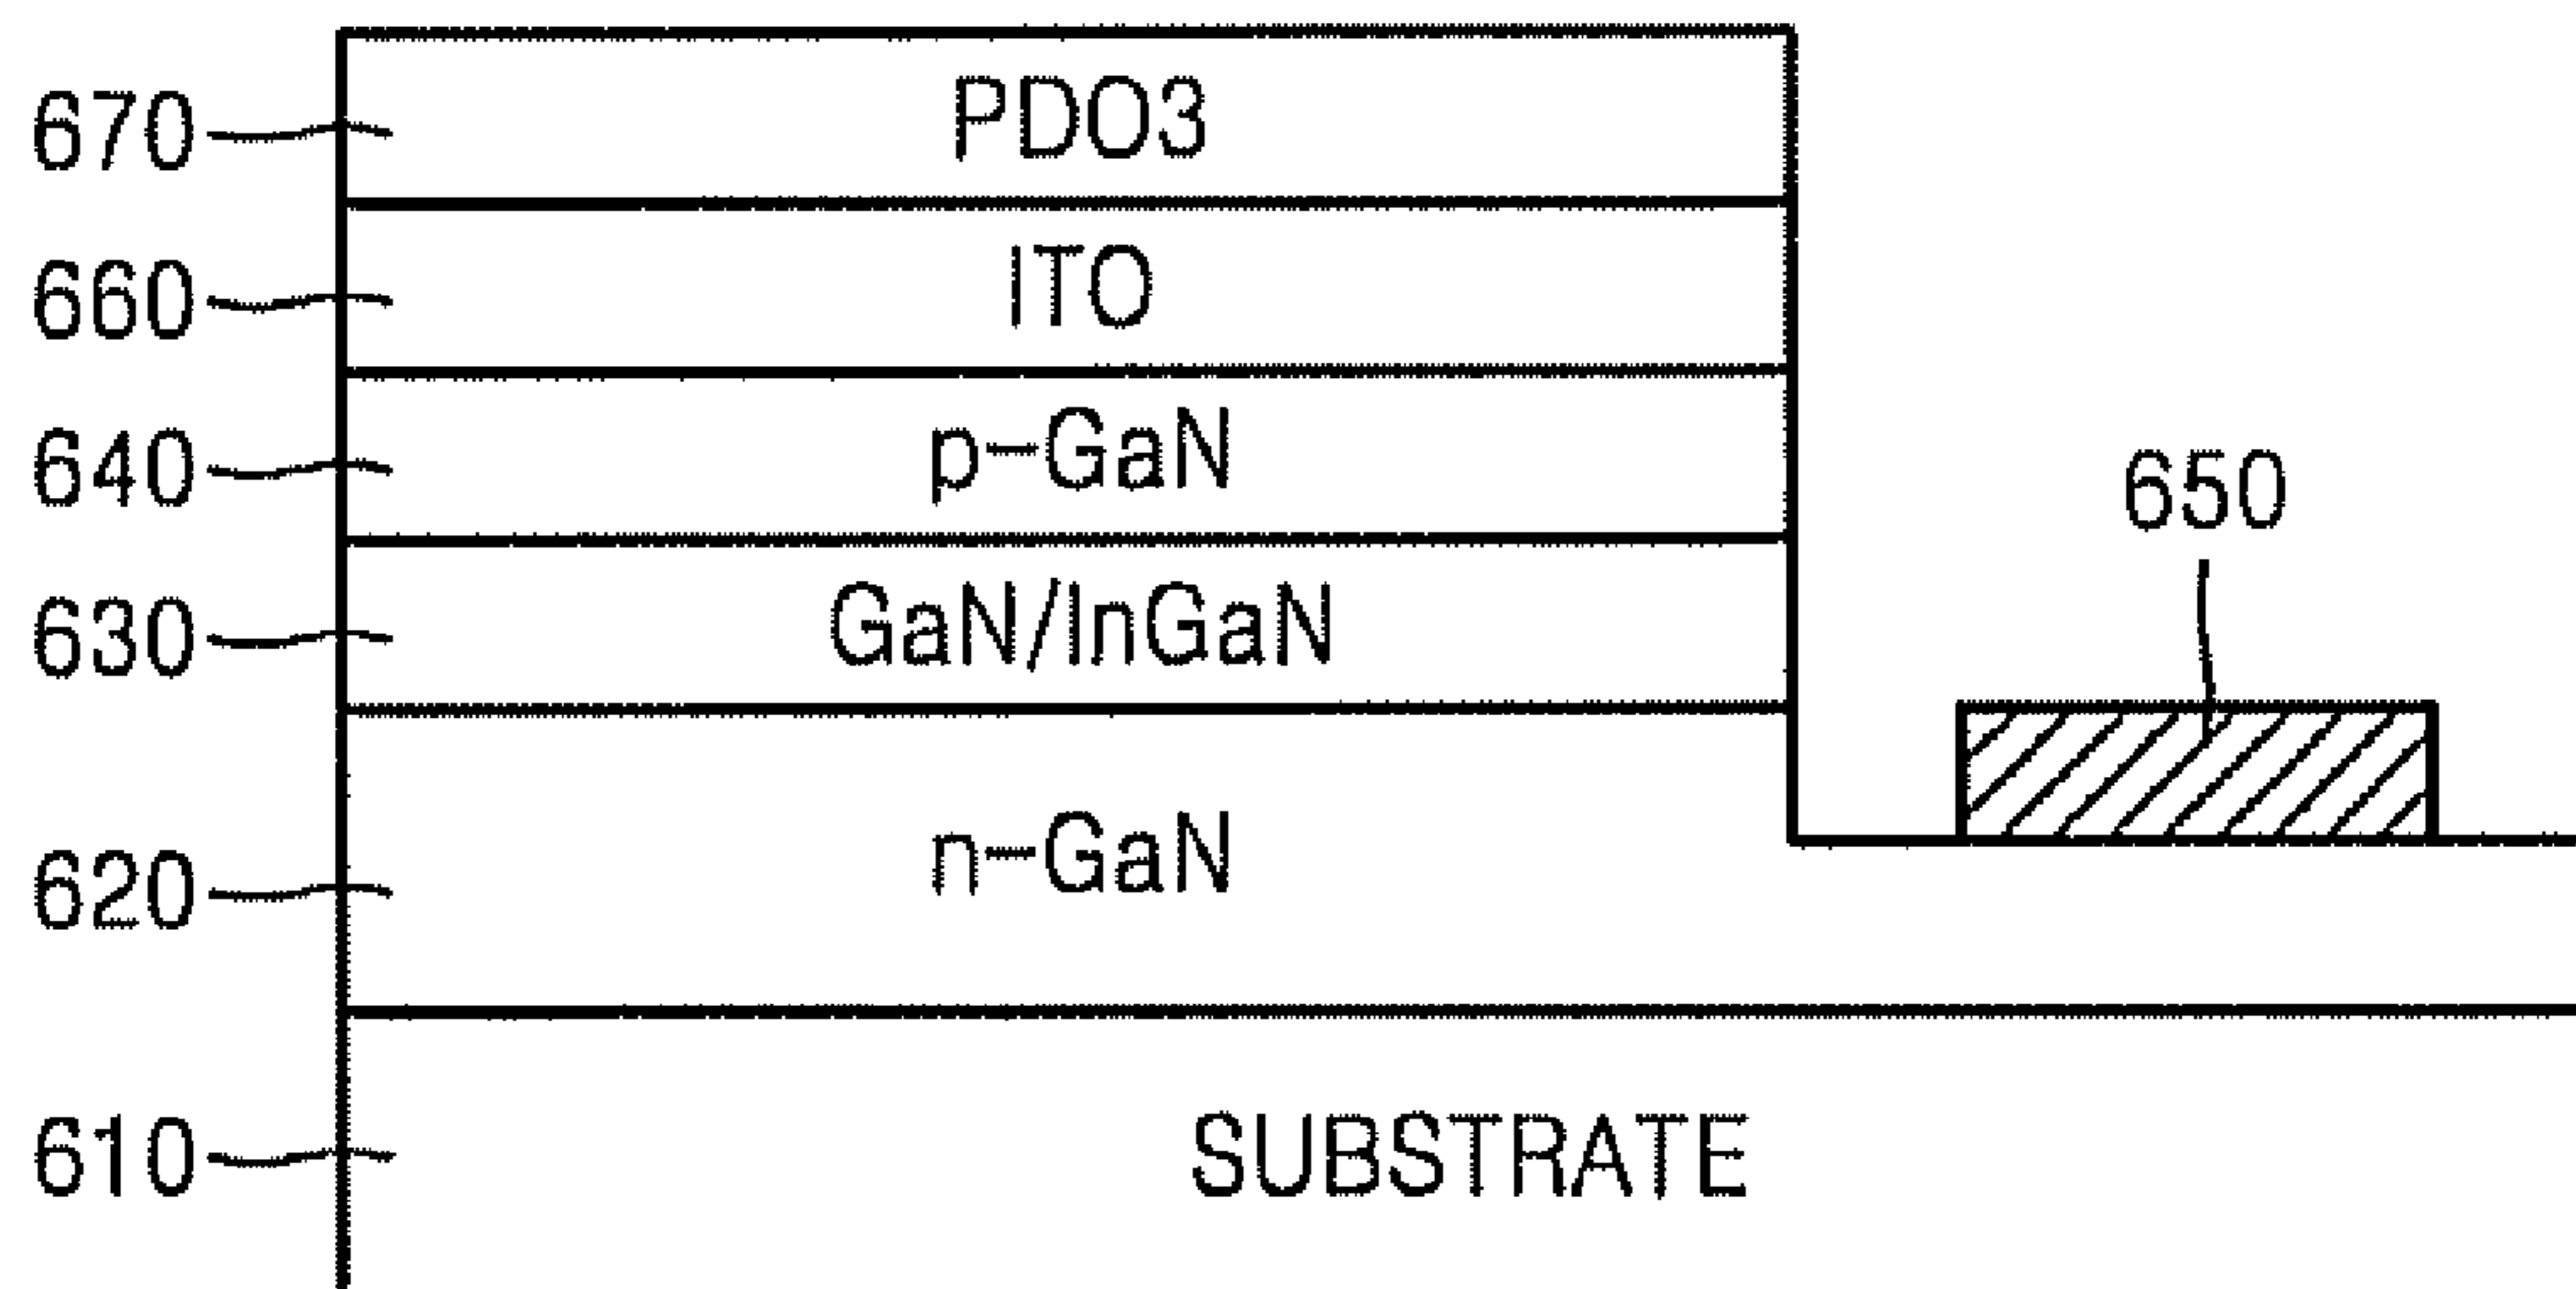 670 PDO3
660 ITO
640 p-GaN
650
630 GaN/InGaN
620 n-GaN
610 SUBSTRATE